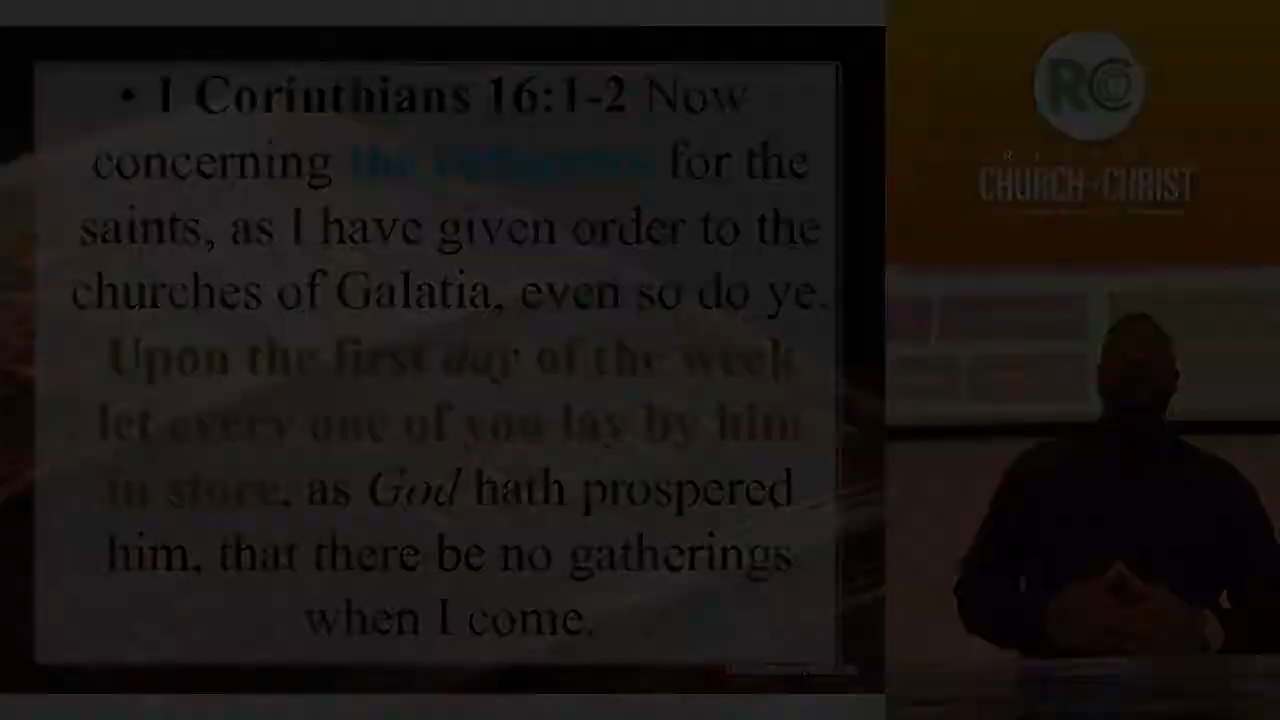 • 1 Corinthians 16:1-2 Now
concerning the collection for the
saints, as I have given order to the
churches of Galatia, even so do ye.
Upon the first day of the week
let every one of you lay by him
in store, as God hath prospered
him, that there be no gatherings
when I come.
RCC
CHURCH of CHRIST